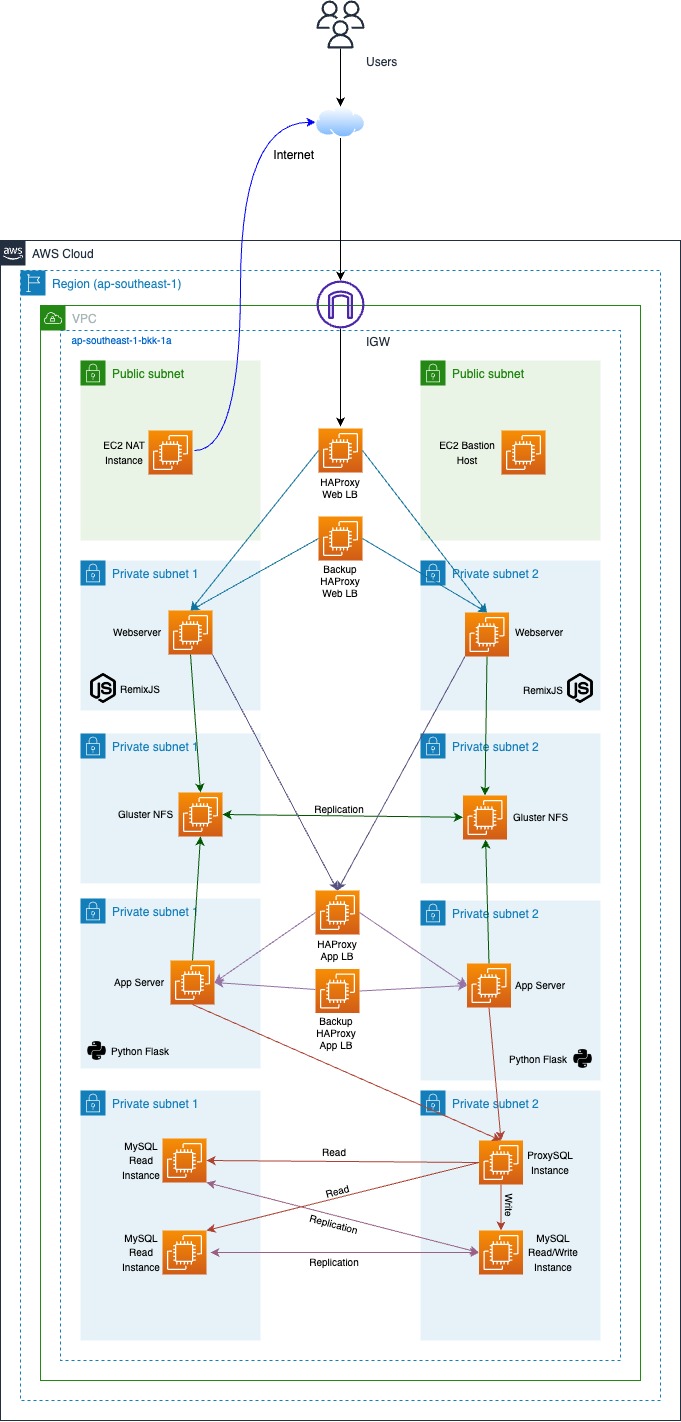 Users
Internet
aws
AWS Cloud
Region (ap-southeast-1)
VPC
IGW
ap-southeast-1-bkk-1a
Public subnet
Public subnet
EC2 NAT
Instance
HAProxy
Web LB
EC2 Bastion
Host
Backup
HAProxy
Web LB
Private subnet 1
Private subnet 2
Webserver
Webserver
JS
RemixJS
RemixJS
JS
Private subnet 1
Private subnet 2
Gluster NFS
Replication
Gluster NFS
Private subnet 1
Private subnet 2
HAProxy
App LB
App Server
App Server
Backup
HAProxy
App LB
Python Flask
Python Flask
Private subnet 1
Private subnet 2
MySQL
Read
Instance
Read
ProxySQL
Instance
Read
Write
Replication
MySQL
Read
Instance
Replication
MySQL
Read/Write
Instance